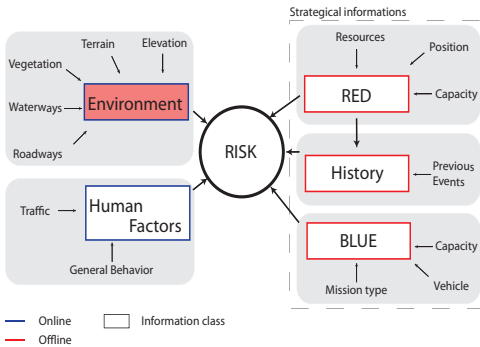 Strategical informations
Terrain
Elevation
Vegetation
Environment
Waterways
Roadways
RISK
Resources
Position
RED
Capacity
History
Previous
Events
Traffic
Human
Factors
General Behavior
BLUE
Capacity
Mission type
Vehicle
Online
Information class
Offline